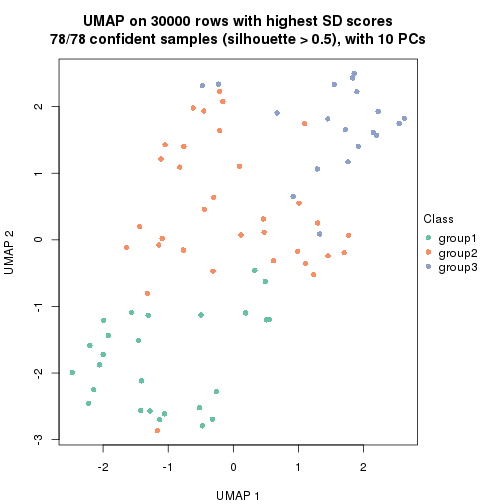 UMAP on 30000 rows with highest SD scores
78/78 confident samples (silhouette > 0.5), with 10 PCs
2
1
0
-1
-2
-3
UMAP 2
-2
-1
0
1
2
UMAP 1
Class
group1
group2
group3